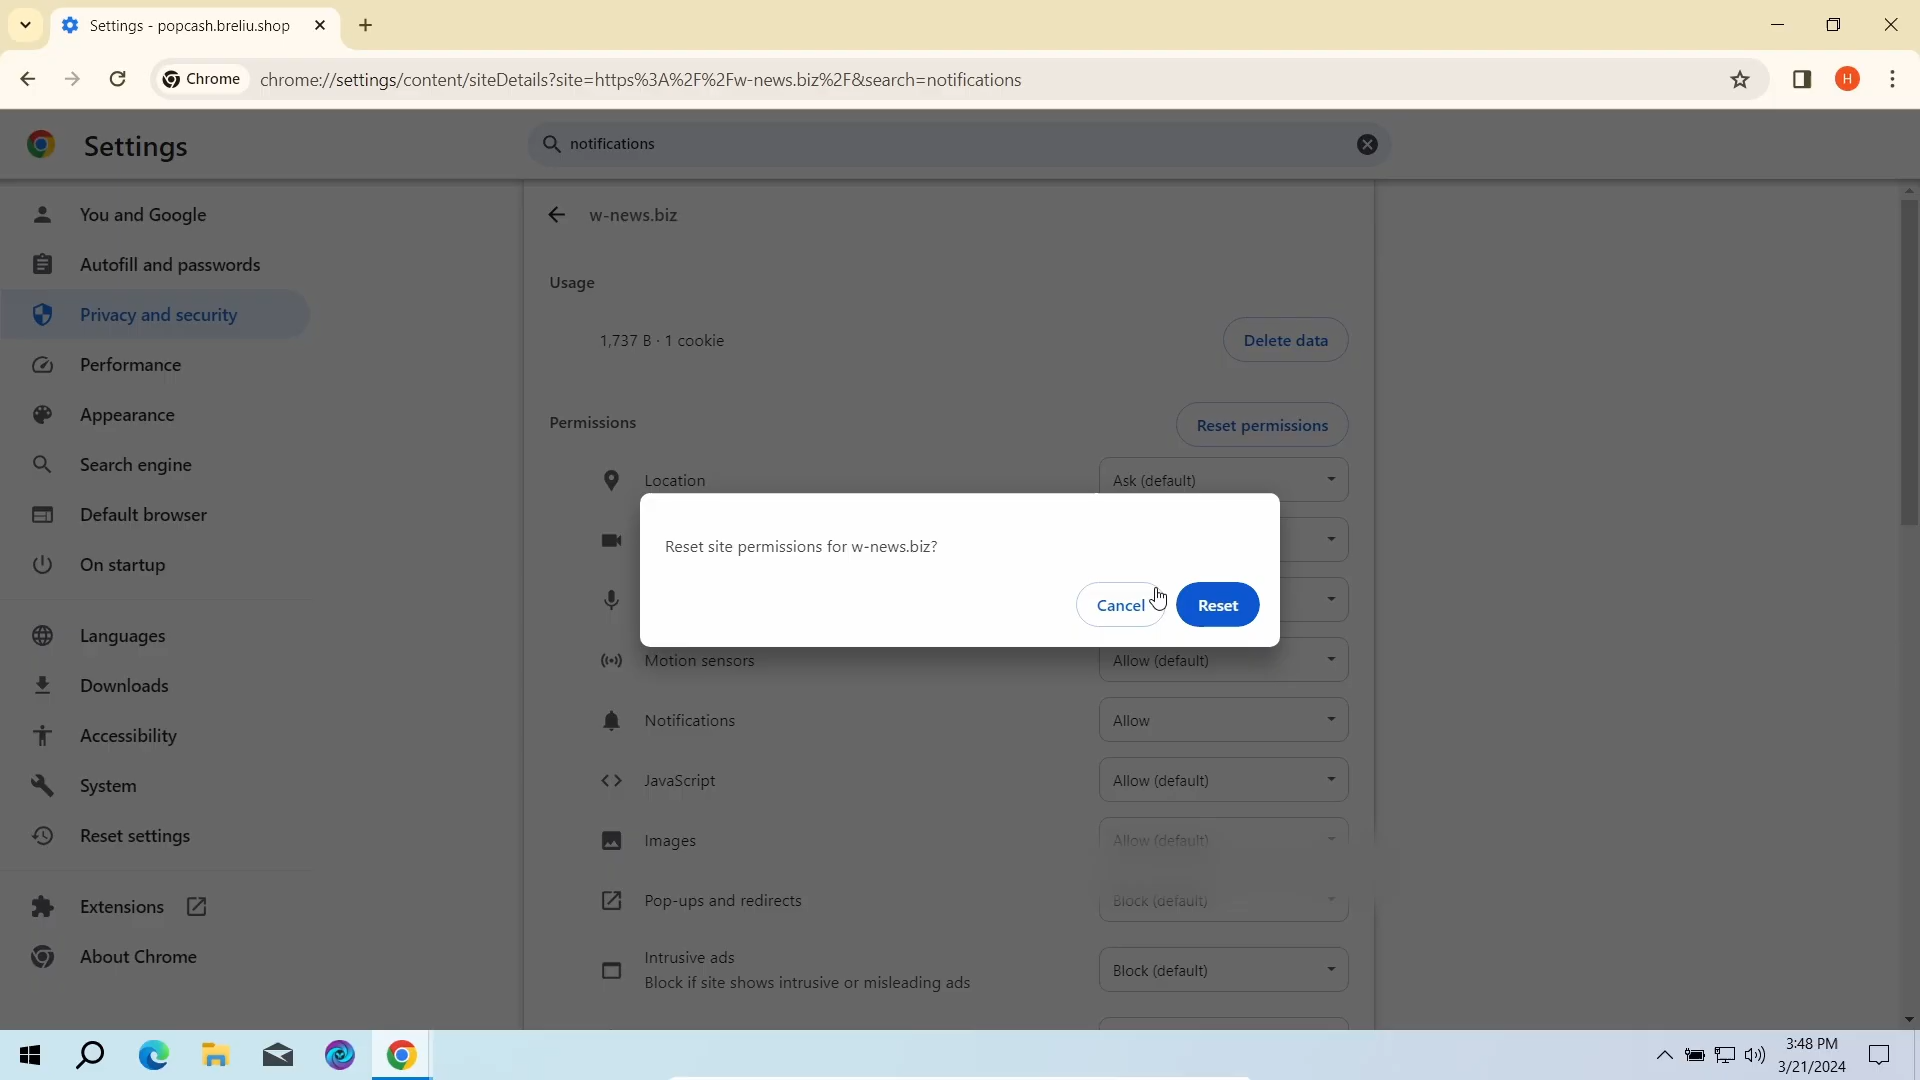 Settings - popcash.breliu.shop
Chrome
chrome://settings/content/siteDetails?site=https%3A%2F%2Fw-news.biz%2F&search=notifications
H
Settings
notifications
You and Google
Autofill and passwords
Privacy and security
Performance
Appearance
Search engine
Default browser
On startup
Languages
Downloads
Accessibility
System
Reset settings
Extensions
About Chrome
w-news.biz
Usage
1,737 B · 1 cookie
Delete data
Permissions
Reset permissions
Location
Ask (default)
Reset site permissions for w-news.biz?
Cancel
Reset
Motion sensors
Allow (default)
Notifications
Allow
JavaScript
Allow (default)
Images
Allow (default)
Pop-ups and redirects
Block (default)
Intrusive ads
Block if site shows intrusive or misleading ads
Block (default)
3:48 PM
3/21/2024